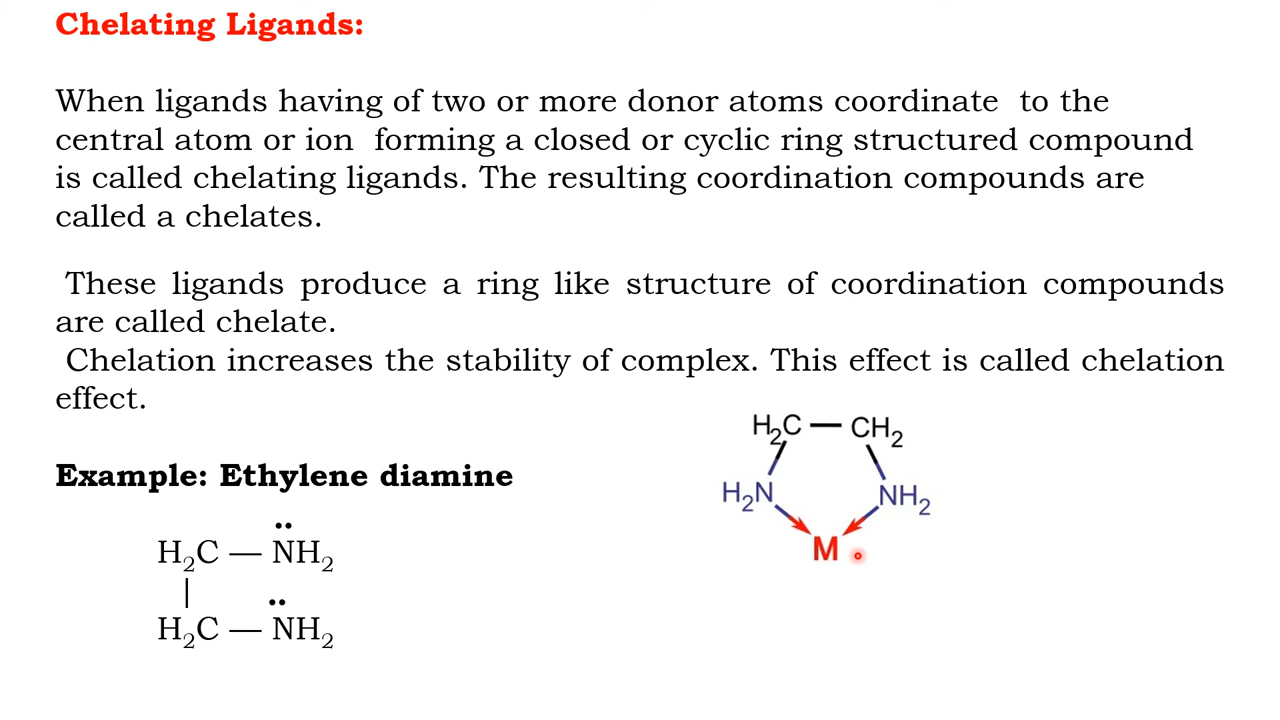 Chelating Ligands:
When ligands having of two or more donor atoms coordinate to the
central atom or ion forming a closed or cyclic ring structured compound
is called chelating ligands. The resulting coordination compounds are
called a chelates.
These ligands produce a ring like structure of coordination compounds
are called chelate.
Chelation increases the stability of complex. This effect is called chelation
effect.
H₂C — CH₂
Example: Ethylene diamine
H₂N NH₂
M
H₂C — N̈H₂
|
H₂C — N̈H₂